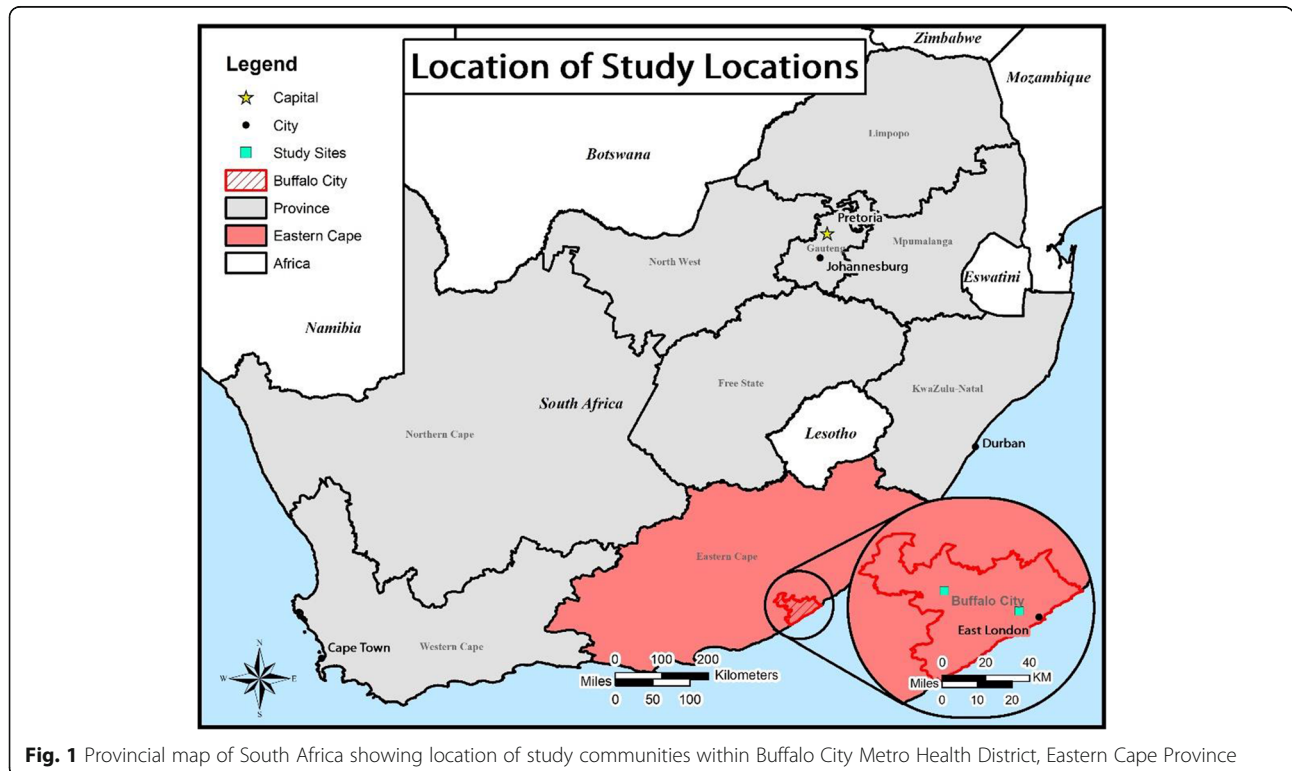 Location of Study Locations
Legend
Capital
City
Study Sites
Buffalo City
Province
Eastern Cape
Africa
Zimbabwe
Mozambique
Botswana
Limpopo
Pretoria
Gauteng
Mpumalanga
North West
Johannesburg
Eswatini
Namibia
Free State
KwaZulu-Natal
South Africa
Northern Cape
Lesotho
Durban
Eastern Cape
Buffalo City
East London
Cape Town
Western Cape
N
W E
S
0 100 200
Kilometers
Miles
0 50 100
0 20 40
KM
Miles
0 10 20
Fig. 1 Provincial map of South Africa showing location of study communities within Buffalo City Metro Health District, Eastern Cape Province